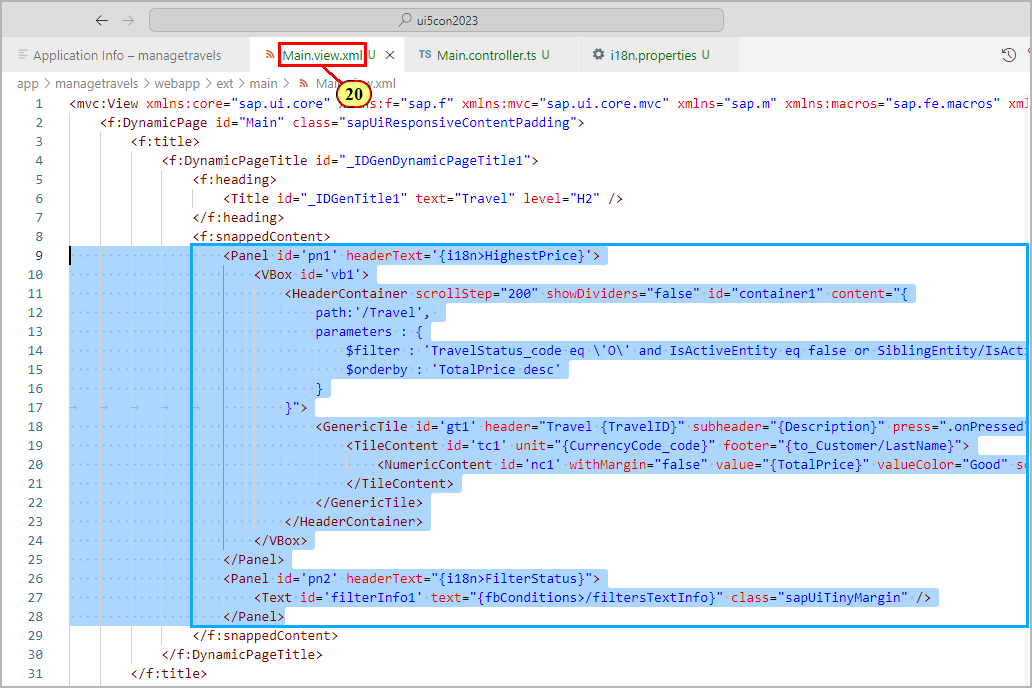 ui5con2023
Application Info – managetravels Main.view.xml U TS Main.controller.ts U i18n.properties U
20
app > managetravels > webapp > ext > main > Main.view.xml
1 <mvc:View xmlns:core="sap.ui.core" xmlns:f="sap.f" xmlns:mvc="sap.ui.core.mvc" xmlns="sap.m" xmlns:macros="sap.fe.macros"
2 <f:DynamicPage id="Main" class="sapUiResponsiveContentPadding">
3 <f:title>
4 <f:DynamicPageTitle id="_IDGenDynamicPageTitle1">
5 <f:heading>
6 <Title id="_IDGenTitle1" text="Travel" level="H2" />
7 </f:heading>
8 <f:snappedContent>
9 <Panel id='pn1' headerText='{i18n>HighestPrice}'>
10 <VBox id='vb1'>
11 <HeaderContainer scrollStep="200" showDividers="false" id="container1" content="{
12 path:'/Travel',
13 parameters : {
14 $filter : 'TravelStatus_code eq \'O\' and IsActiveEntity eq false or SiblingEntity/IsActi
15 $orderby : 'TotalPrice desc'
16 }
17 }">
18 <GenericTile id='gt1' header="Travel {TravelID}" subheader="{Description}" press=".onPressed"
19 <TileContent id='tc1' unit="{CurrencyCode_code}" footer="{to_Customer/LastName}">
20 <NumericContent id='nc1' withMargin="false" value="{TotalPrice}" valueColor="Good"
21 </TileContent>
22 </GenericTile>
23 </HeaderContainer>
24 </VBox>
25 </Panel>
26 <Panel id='pn2' headerText="{i18n>FilterStatus}">
27 <Text id='filterInfo1' text="{fbConditions>/filtersTextInfo}" class="sapUiTinyMargin" />
28 </Panel>
29 </f:snappedContent>
30 </f:DynamicPageTitle>
31 </f:title>